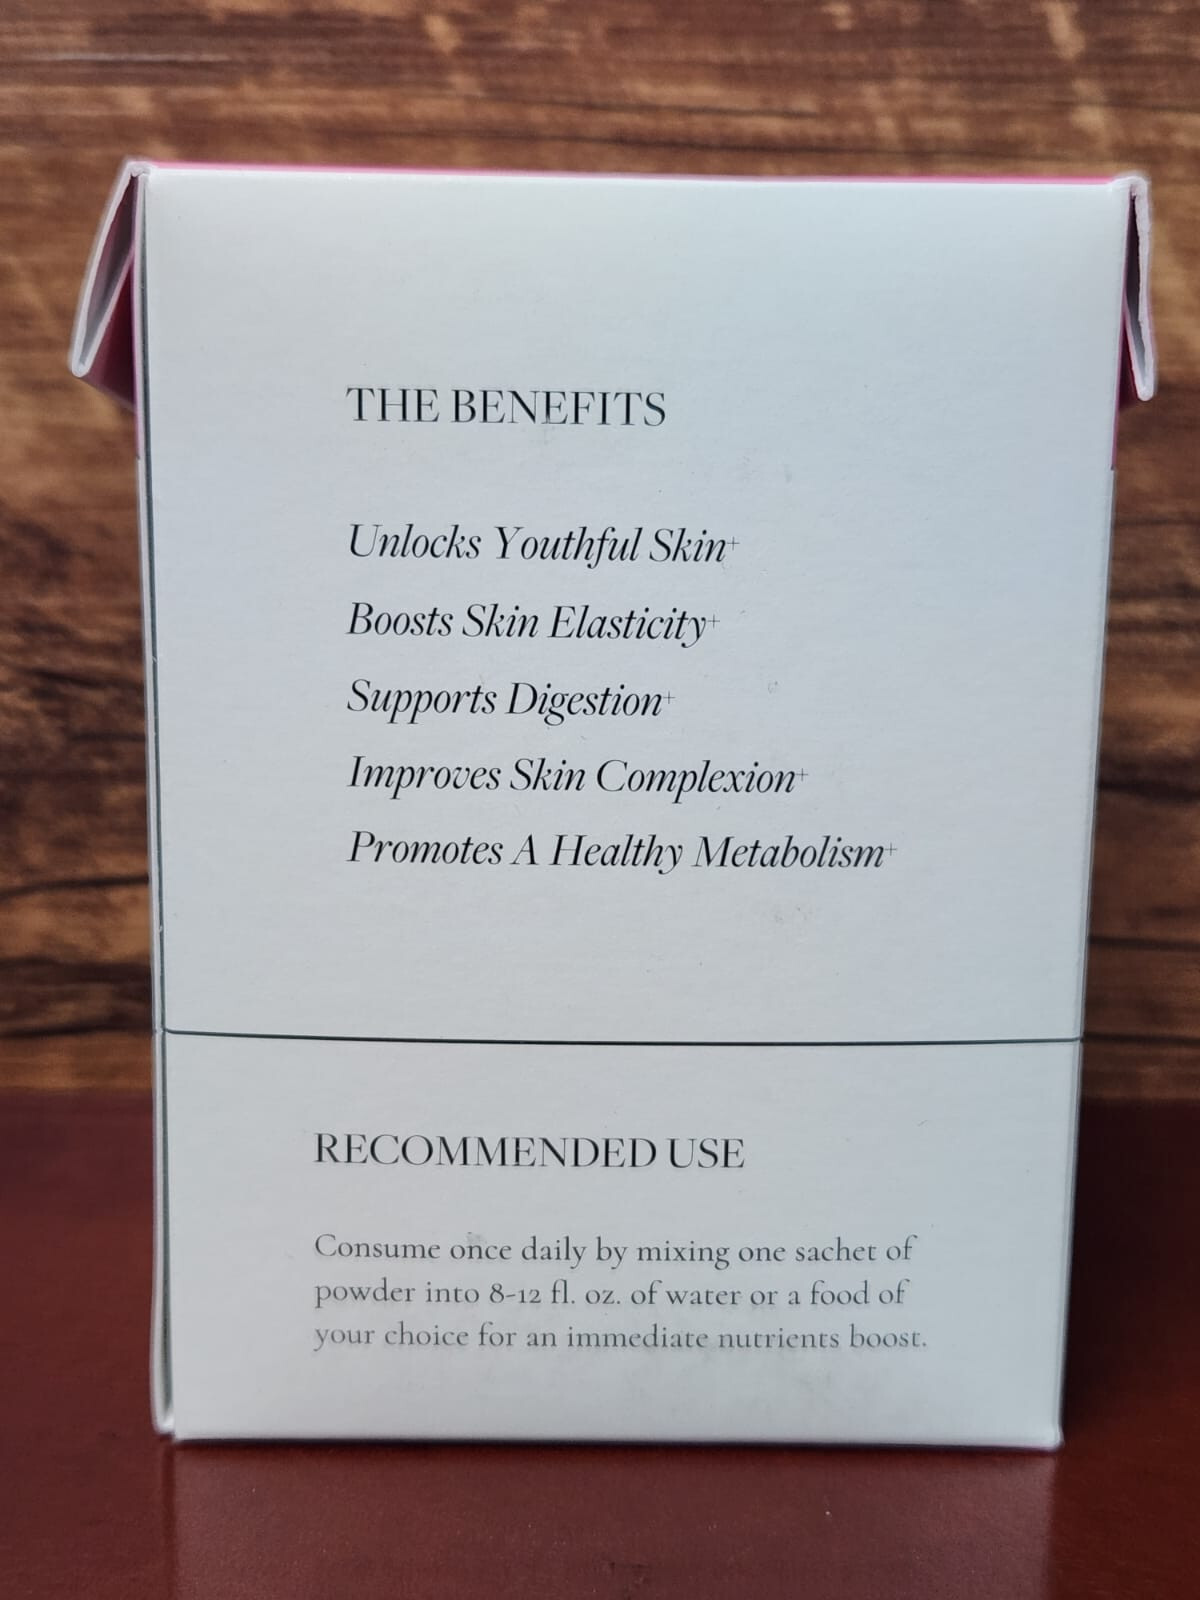 THE BENEFITS
Unlocks Youthful Skin+
Boosts Skin Elasticity+
Supports Digestion+
Improves Skin Complexion+
Promotes A Healthy Metabolism+
RECOMMENDED USE
Consume once daily by mixing one sachet of
powder into 8-12 fl. oz. of water or a food of
your choice for an immediate nutrients boost.